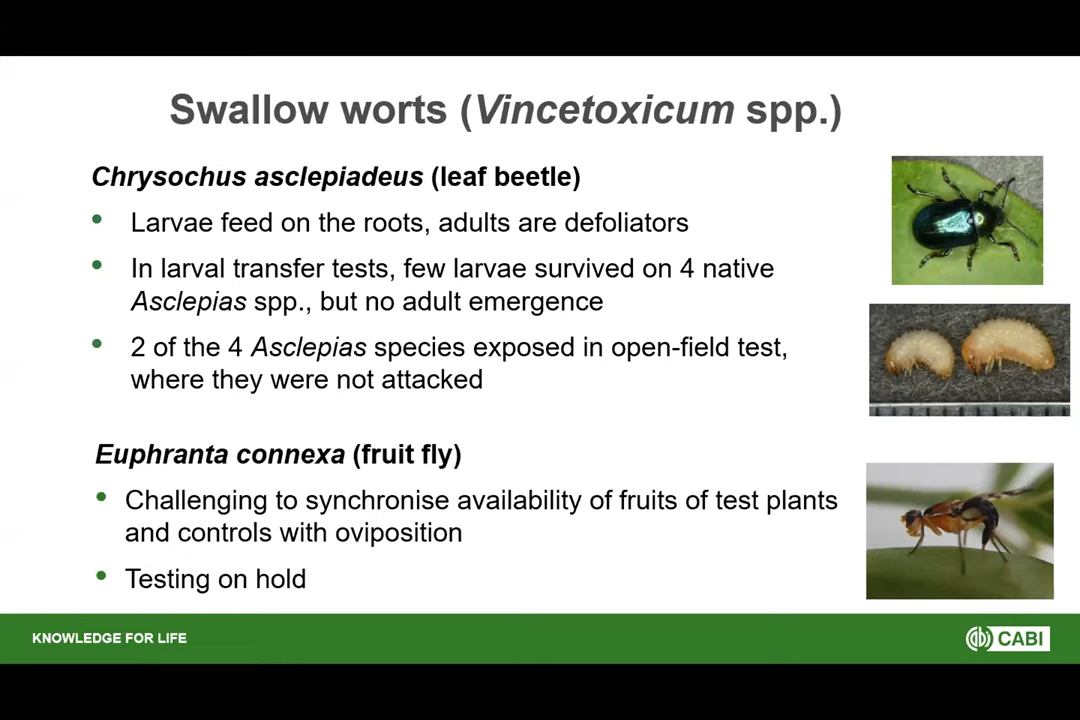 Swallow worts (Vincetoxicum spp.)
Chrysochus asclepiadeus (leaf beetle)
• Larvae feed on the roots, adults are defoliators
• In larval transfer tests, few larvae survived on 4 native
Asclepias spp., but no adult emergence
• 2 of the 4 Asclepias species exposed in open-field test,
where they were not attacked
Euphranta connexa (fruit fly)
• Challenging to synchronise availability of fruits of test plants
and controls with oviposition
• Testing on hold
KNOWLEDGE FOR LIFE
CABI